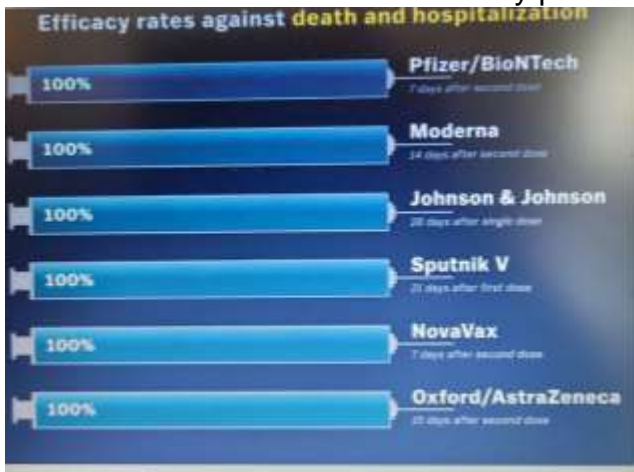 Efficacy rates against death and hospitalization
Pfizer/BioNTech
100%
7 days after second dose
Moderna
100%
14 days after second dose
Johnson & Johnson
100%
28 days after single dose
Sputnik V
100%
21 days after first dose
NovaVax
100%
7 days after second dose
Oxford/AstraZeneca
100%
15 days after second dose